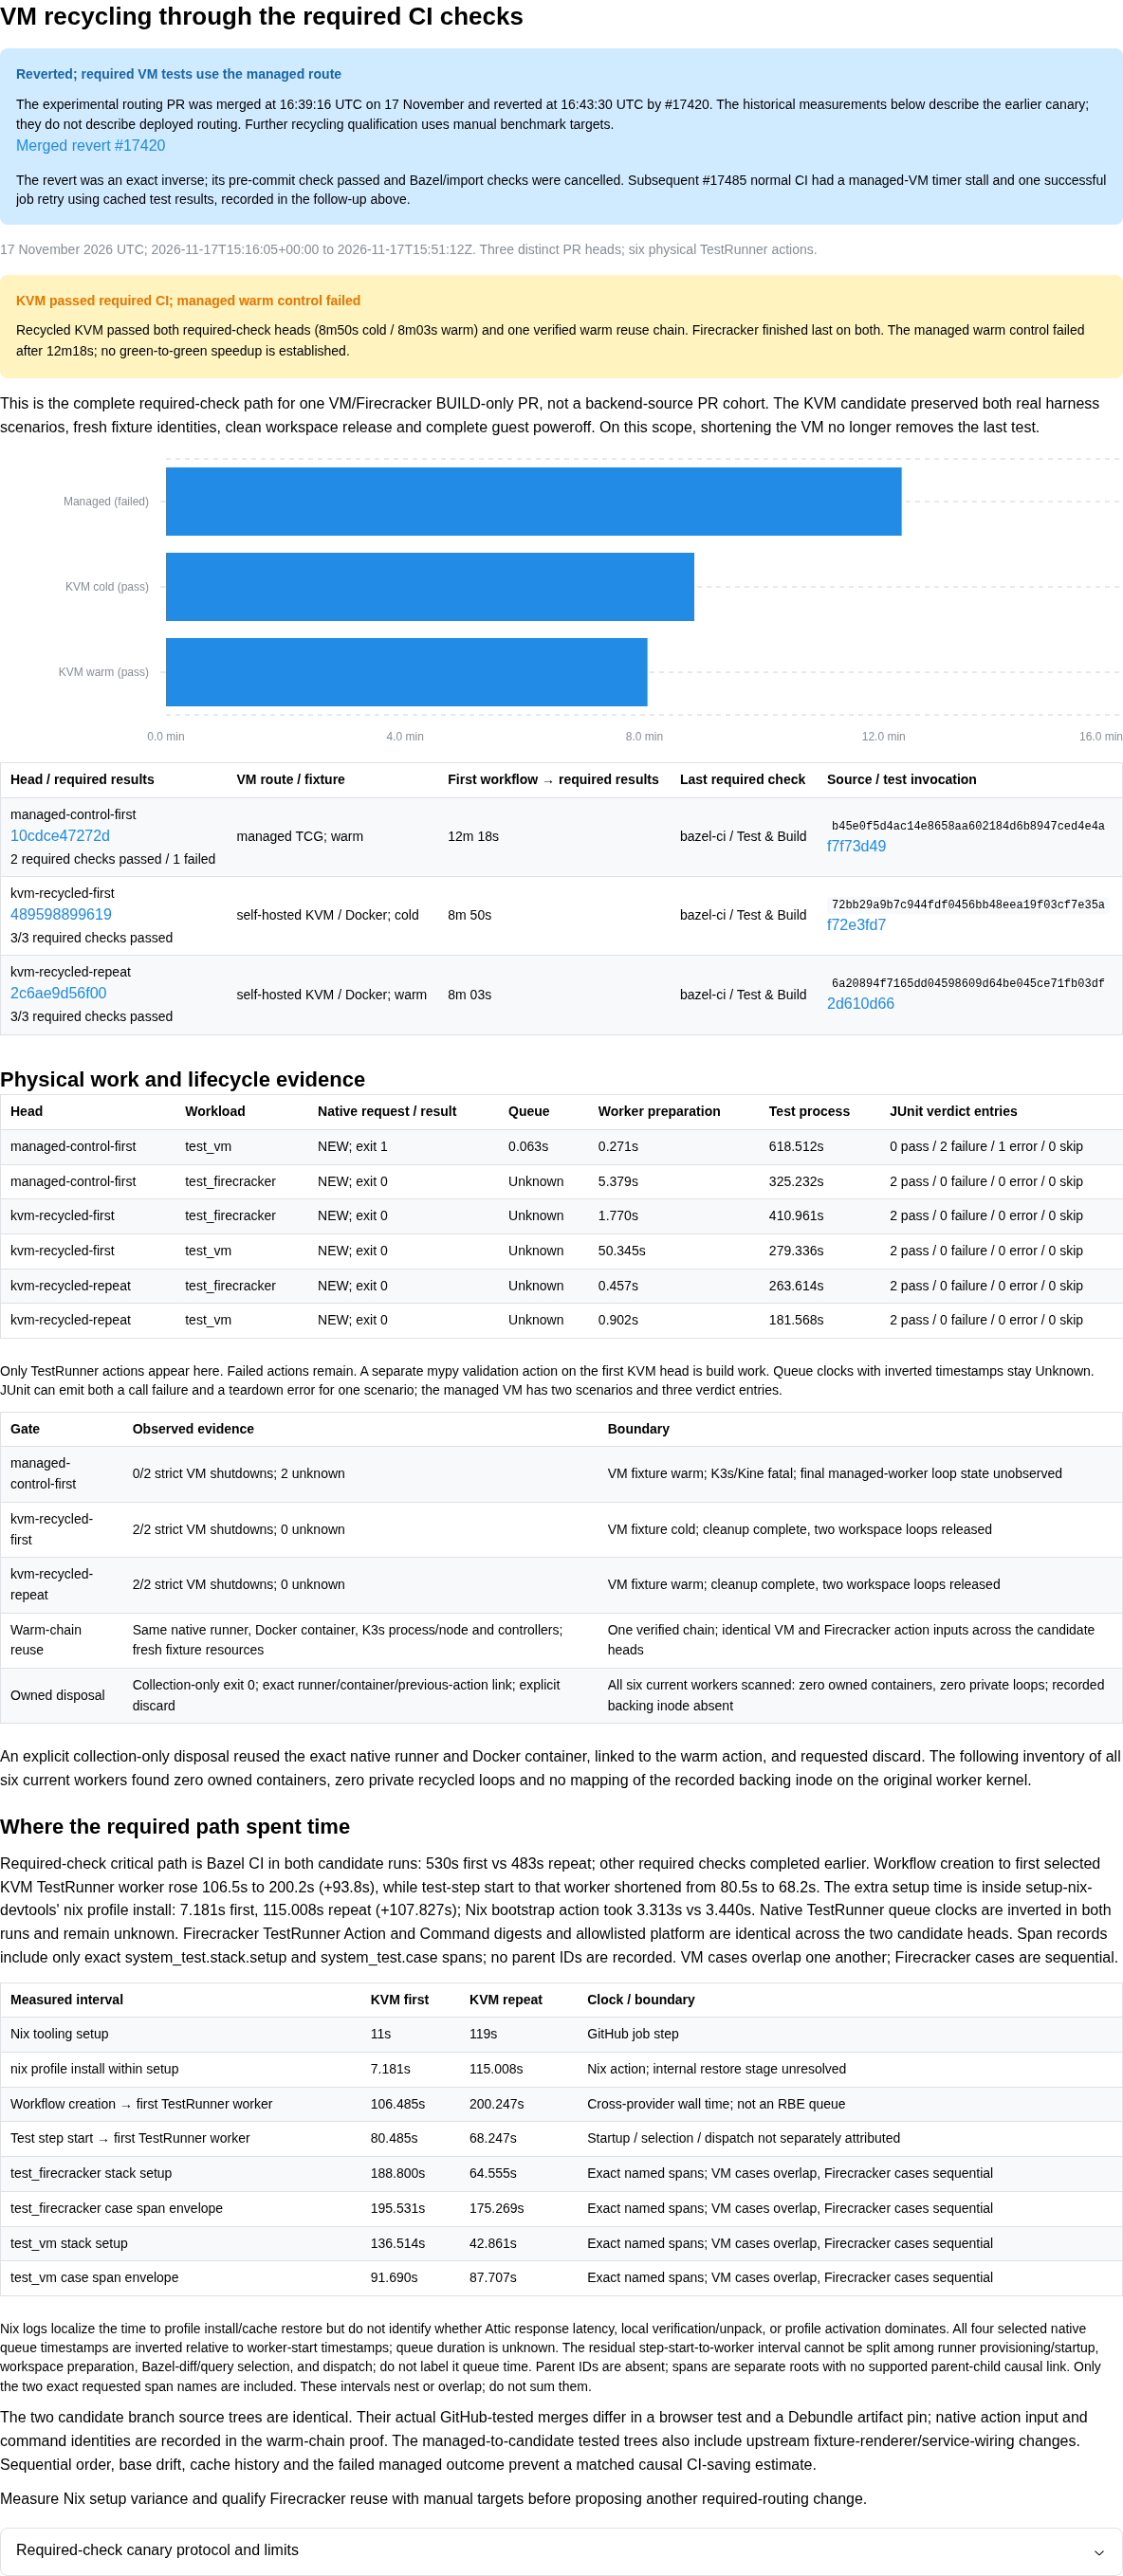 VM recycling through the required CI checks
Reverted; required VM tests use the managed route
The experimental routing PR was merged at 16:39:16 UTC on 17 November and reverted at 16:43:30 UTC by #17420. The historical measurements below describe the earlier canary;
they do not describe deployed routing. Further recycling qualification uses manual benchmark targets.
Merged revert #17420
The revert was an exact inverse; its pre-commit check passed and Bazel/import checks were cancelled. Subsequent #17485 normal CI had a managed-VM timer stall and one successful
job retry using cached test results, recorded in the follow-up above.
17 November 2026 UTC; 2026-11-17T15:16:05+00:00 to 2026-11-17T15:51:12Z. Three distinct PR heads; six physical TestRunner actions.
KVM passed required CI; managed warm control failed
Recycled KVM passed both required-check heads (8m50s cold / 8m03s warm) and one verified warm reuse chain. Firecracker finished last on both. The managed warm control failed
after 12m18s; no green-to-green speedup is established.
This is the complete required-check path for one VM/Firecracker BUILD-only PR, not a backend-source PR cohort. The KVM candidate preserved both real harness
scenarios, fresh fixture identities, clean workspace release and complete guest poweroff. On this scope, shortening the VM no longer removes the last test.
Managed (failed)
KVM cold (pass)
KVM warm (pass)
0.0 min 4.0 min 8.0 min 12.0 min 16.0 min
Head / required results VM route / fixture First workflow → required results Last required check Source / test invocation
managed-control-first
10cdce47272d
2 required checks passed / 1 failed
managed TCG; warm 12m 18s bazel-ci / Test & Build
b45e0f5d4ac14e8658aa602184d6b8947ced4e4a
f7f73d49
kvm-recycled-first
489598899619
3/3 required checks passed
self-hosted KVM / Docker; cold 8m 50s bazel-ci / Test & Build
72bb29a9b7c944fdf0456bb48eea19f03cf7e35a
f72e3fd7
kvm-recycled-repeat
2c6ae9d56f00
3/3 required checks passed
self-hosted KVM / Docker; warm 8m 03s bazel-ci / Test & Build
6a20894f7165dd04598609d64be045ce71fb03df
2d610d66
Physical work and lifecycle evidence
Head Workload Native request / result Queue Worker preparation Test process JUnit verdict entries
managed-control-first test_vm NEW; exit 1 0.063s 0.271s 618.512s 0 pass / 2 failure / 1 error / 0 skip
managed-control-first test_firecracker NEW; exit 0 Unknown 5.379s 325.232s 2 pass / 0 failure / 0 error / 0 skip
kvm-recycled-first test_firecracker NEW; exit 0 Unknown 1.770s 410.961s 2 pass / 0 failure / 0 error / 0 skip
kvm-recycled-first test_vm NEW; exit 0 Unknown 50.345s 279.336s 2 pass / 0 failure / 0 error / 0 skip
kvm-recycled-repeat test_firecracker NEW; exit 0 Unknown 0.457s 263.614s 2 pass / 0 failure / 0 error / 0 skip
kvm-recycled-repeat test_vm NEW; exit 0 Unknown 0.902s 181.568s 2 pass / 0 failure / 0 error / 0 skip
Only TestRunner actions appear here. Failed actions remain. A separate mypy validation action on the first KVM head is build work. Queue clocks with inverted timestamps stay Unknown.
JUnit can emit both a call failure and a teardown error for one scenario; the managed VM has two scenarios and three verdict entries.
Gate Observed evidence Boundary
managed-
control-first
0/2 strict VM shutdowns; 2 unknown VM fixture warm; K3s/Kine fatal; final managed-worker loop state unobserved
kvm-recycled-
first
2/2 strict VM shutdowns; 0 unknown VM fixture cold; cleanup complete, two workspace loops released
kvm-recycled-
repeat
2/2 strict VM shutdowns; 0 unknown VM fixture warm; cleanup complete, two workspace loops released
Warm-chain
reuse
Same native runner, Docker container, K3s process/node and controllers;
fresh fixture resources
One verified chain; identical VM and Firecracker action inputs across the candidate
heads
Owned disposal
Collection-only exit 0; exact runner/container/previous-action link; explicit
discard
All six current workers scanned: zero owned containers, zero private loops; recorded
backing inode absent
An explicit collection-only disposal reused the exact native runner and Docker container, linked to the warm action, and requested discard. The following inventory of all
six current workers found zero owned containers, zero private recycled loops and no mapping of the recorded backing inode on the original worker kernel.
Where the required path spent time
Required-check critical path is Bazel CI in both candidate runs: 530s first vs 483s repeat; other required checks completed earlier. Workflow creation to first selected
KVM TestRunner worker rose 106.5s to 200.2s (+93.8s), while test-step start to that worker shortened from 80.5s to 68.2s. The extra setup time is inside setup-nix-
devtools' nix profile install: 7.181s first, 115.008s repeat (+107.827s); Nix bootstrap action took 3.313s vs 3.440s. Native TestRunner queue clocks are inverted in both
runs and remain unknown. Firecracker TestRunner Action and Command digests and allowlisted platform are identical across the two candidate heads. Span records
include only exact system_test.stack.setup and system_test.case spans; no parent IDs are recorded. VM cases overlap one another; Firecracker cases are sequential.
Measured interval KVM first KVM repeat Clock / boundary
Nix tooling setup 11s 119s GitHub job step
nix profile install within setup 7.181s 115.008s Nix action; internal restore stage unresolved
Workflow creation → first TestRunner worker 106.485s 200.247s Cross-provider wall time; not an RBE queue
Test step start → first TestRunner worker 80.485s 68.247s Startup / selection / dispatch not separately attributed
test_firecracker stack setup 188.800s 64.555s Exact named spans; VM cases overlap, Firecracker cases sequential
test_firecracker case span envelope 195.531s 175.269s Exact named spans; VM cases overlap, Firecracker cases sequential
test_vm stack setup 136.514s 42.861s Exact named spans; VM cases overlap, Firecracker cases sequential
test_vm case span envelope 91.690s 87.707s Exact named spans; VM cases overlap, Firecracker cases sequential
Nix logs localize the time to profile install/cache restore but do not identify whether Attic response latency, local verification/unpack, or profile activation dominates. All four selected native
queue timestamps are inverted relative to worker-start timestamps; queue duration is unknown. The residual step-start-to-worker interval cannot be split among runner provisioning/startup,
workspace preparation, Bazel-diff/query selection, and dispatch; do not label it queue time. Parent IDs are absent; spans are separate roots with no supported parent-child causal link. Only
the two exact requested span names are included. These intervals nest or overlap; do not sum them.
The two candidate branch source trees are identical. Their actual GitHub-tested merges differ in a browser test and a Debundle artifact pin; native action input and
command identities are recorded in the warm-chain proof. The managed-to-candidate tested trees also include upstream fixture-renderer/service-wiring changes.
Sequential order, base drift, cache history and the failed managed outcome prevent a matched causal CI-saving estimate.
Measure Nix setup variance and qualify Firecracker reuse with manual targets before proposing another required-routing change.
Required-check canary protocol and limits